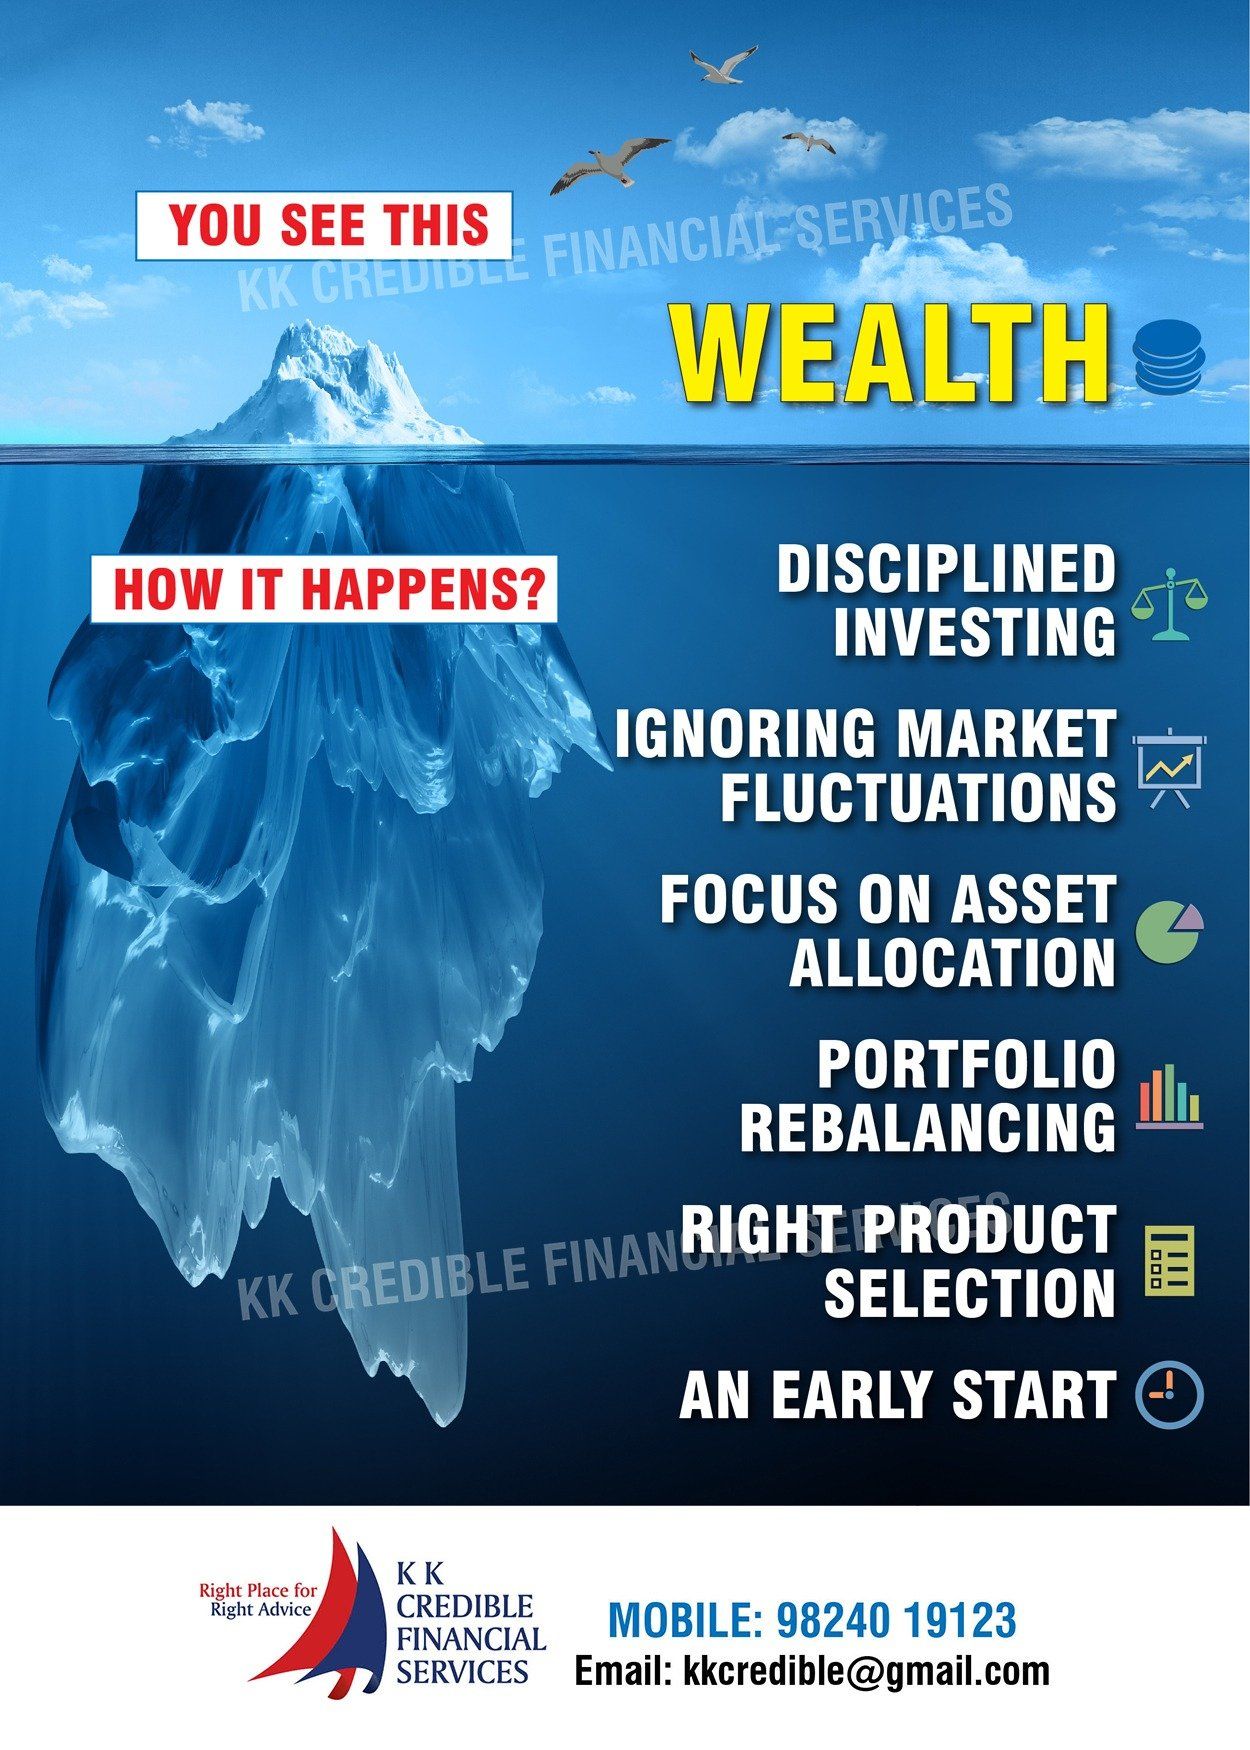 YOU SEE THIS
KK CREDIBLE FINANCIAL SERVICES
WEALTH
HOW IT HAPPENS?
DISCIPLINED
INVESTING
IGNORING MARKET
FLUCTUATIONS
FOCUS ON ASSET
ALLOCATION
PORTFOLIO
REBALANCING
RIGHT PRODUCT
SELECTION
KK CREDIBLE FINANCIAL SERVICES
AN EARLY START
Right Place for
Right Advice
K K
CREDIBLE
FINANCIAL
SERVICES
MOBILE: 98240 19123
Email: kkcredible@gmail.com